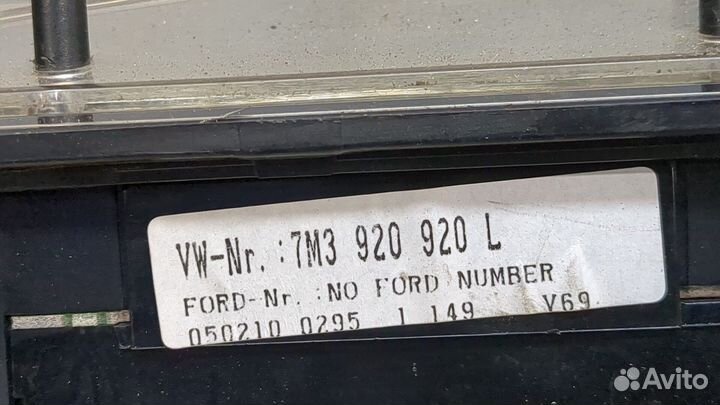 VW-Nr. :7M3 920 920 L
FORD-Nr. :NO FORD NUMBER
050210 0295 1 149 V69
Avito